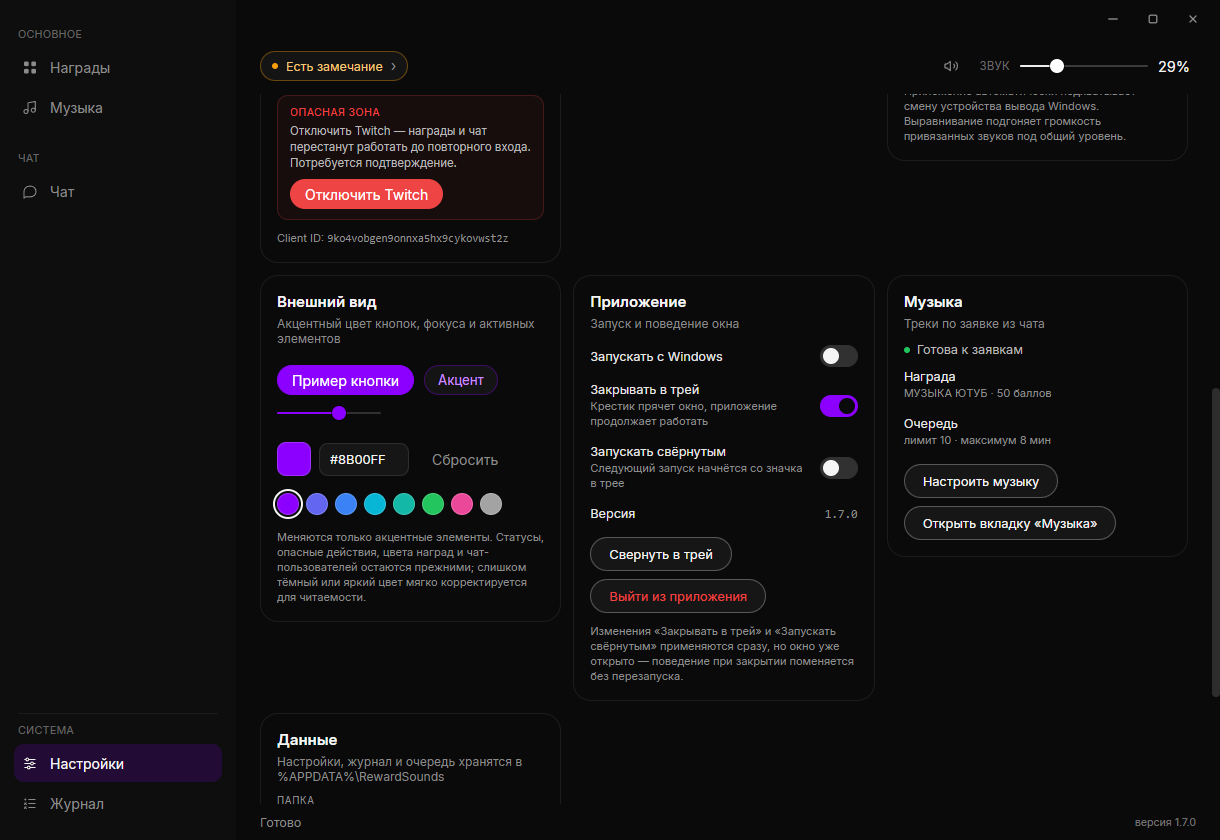 ОСНОВНОЕ
Награды
Музыка
ЧАТ
Чат
СИСТЕМА
Настройки
Журнал
Есть замечание
ЗВУК
29%
ОПАСНАЯ ЗОНА
Отключить Twitch — награды и чат
перестанут работать до повторного входа.
Потребуется подтверждение.
Отключить Twitch
Client ID: 9ko4vobgen9onnxa5hx9cykovwst2z
смену устройства вывода Windows.
Выравнивание подгоняет громкость
привязанных звуков под общий уровень.
Внешний вид
Акцентный цвет кнопок, фокуса и активных
элементов
Пример кнопки
Акцент
#8B00FF
Сбросить
Меняются только акцентные элементы. Статусы,
опасные действия, цвета наград и чат-
пользователей остаются прежними; слишком
тёмный или яркий цвет мягко корректируется
для читаемости.
Приложение
Запуск и поведение окна
Запускать с Windows
Закрывать в трей
Крестик прячет окно, приложение
продолжает работать
Запускать свёрнутым
Следующий запуск начнётся со значка
в трее
Версия
1.7.0
Свернуть в трей
Выйти из приложения
Изменения «Закрывать в трей» и «Запускать
свёрнутым» применяются сразу, но окно уже
открыто — поведение при закрытии поменяется
без перезапуска.
Музыка
Треки по заявке из чата
Готова к заявкам
Награда
МУЗЫКА ЮТУБ · 50 баллов
Очередь
лимит 10 · максимум 8 мин
Настроить музыку
Открыть вкладку «Музыка»
Данные
Настройки, журнал и очередь хранятся в
%APPDATA%\RewardSounds
ПАПКА
Готово
версия 1.7.0